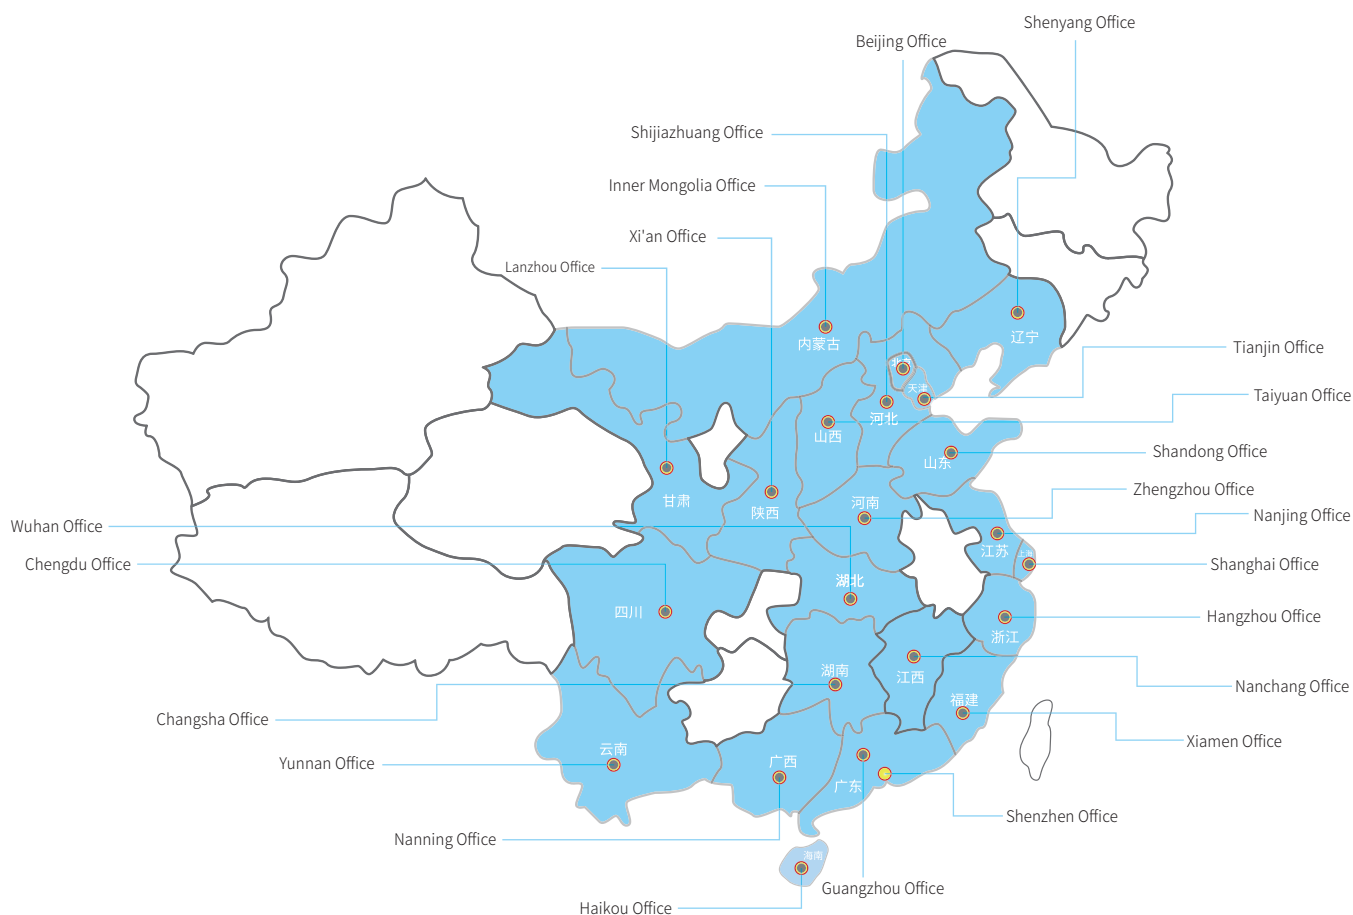 Shenyang Office
Beijing Office
Shijiazhuang Office
Inner Mongolia Office
Xi'an Office
Lanzhou Office
内蒙古
辽宁
Tianjin Office
北京
天津
Taiyuan Office
河北
山西
Shandong Office
山东
Zhengzhou Office
甘肃
陕西
河南
Nanjing Office
Wuhan Office
江苏
上海
Shanghai Office
Chengdu Office
湖北
四川
Hangzhou Office
浙江
湖南
江西
Nanchang Office
福建
Changsha Office
Xiamen Office
云南
Yunnan Office
广西
广东
Shenzhen Office
Nanning Office
海南
Guangzhou Office
Haikou Office